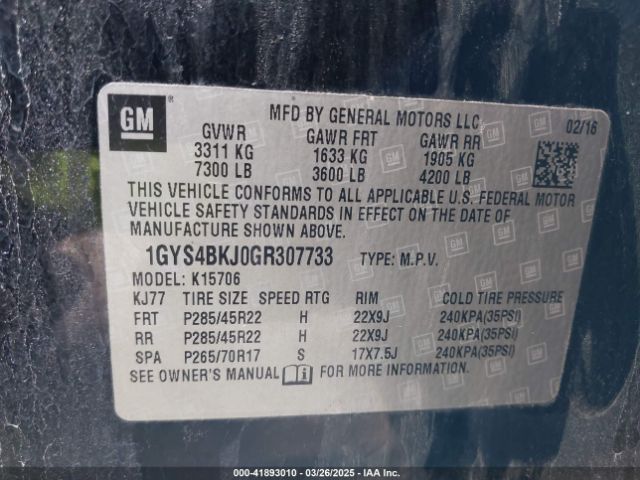 GM ®
MFD BY GENERAL MOTORS LLC
02/16
GVWR GAWR FRT GAWR RR
3311 KG 1633 KG 1905 KG
7300 LB 3600 LB 4200 LB
THIS VEHICLE CONFORMS TO ALL APPLICABLE U.S. FEDERAL MOTOR
VEHICLE SAFETY STANDARDS IN EFFECT ON THE DATE OF
MANUFACTURE SHOWN ABOVE.
1GYS4BKJ0GR307733 TYPE: M.P.V.
MODEL: K15706
KJ77 TIRE SIZE SPEED RTG RIM COLD TIRE PRESSURE
FRT P285/45R22 H 22X9J 240KPA(35PSI)
RR P285/45R22 H 22X9J 240KPA(35PSI)
SPA P265/70R17 S 17X7.5J 240KPA(35PSI)
SEE OWNER'S MANUAL i FOR MORE INFORMATION.
000-41893010 | 03/26/2025 | IAA Inc.